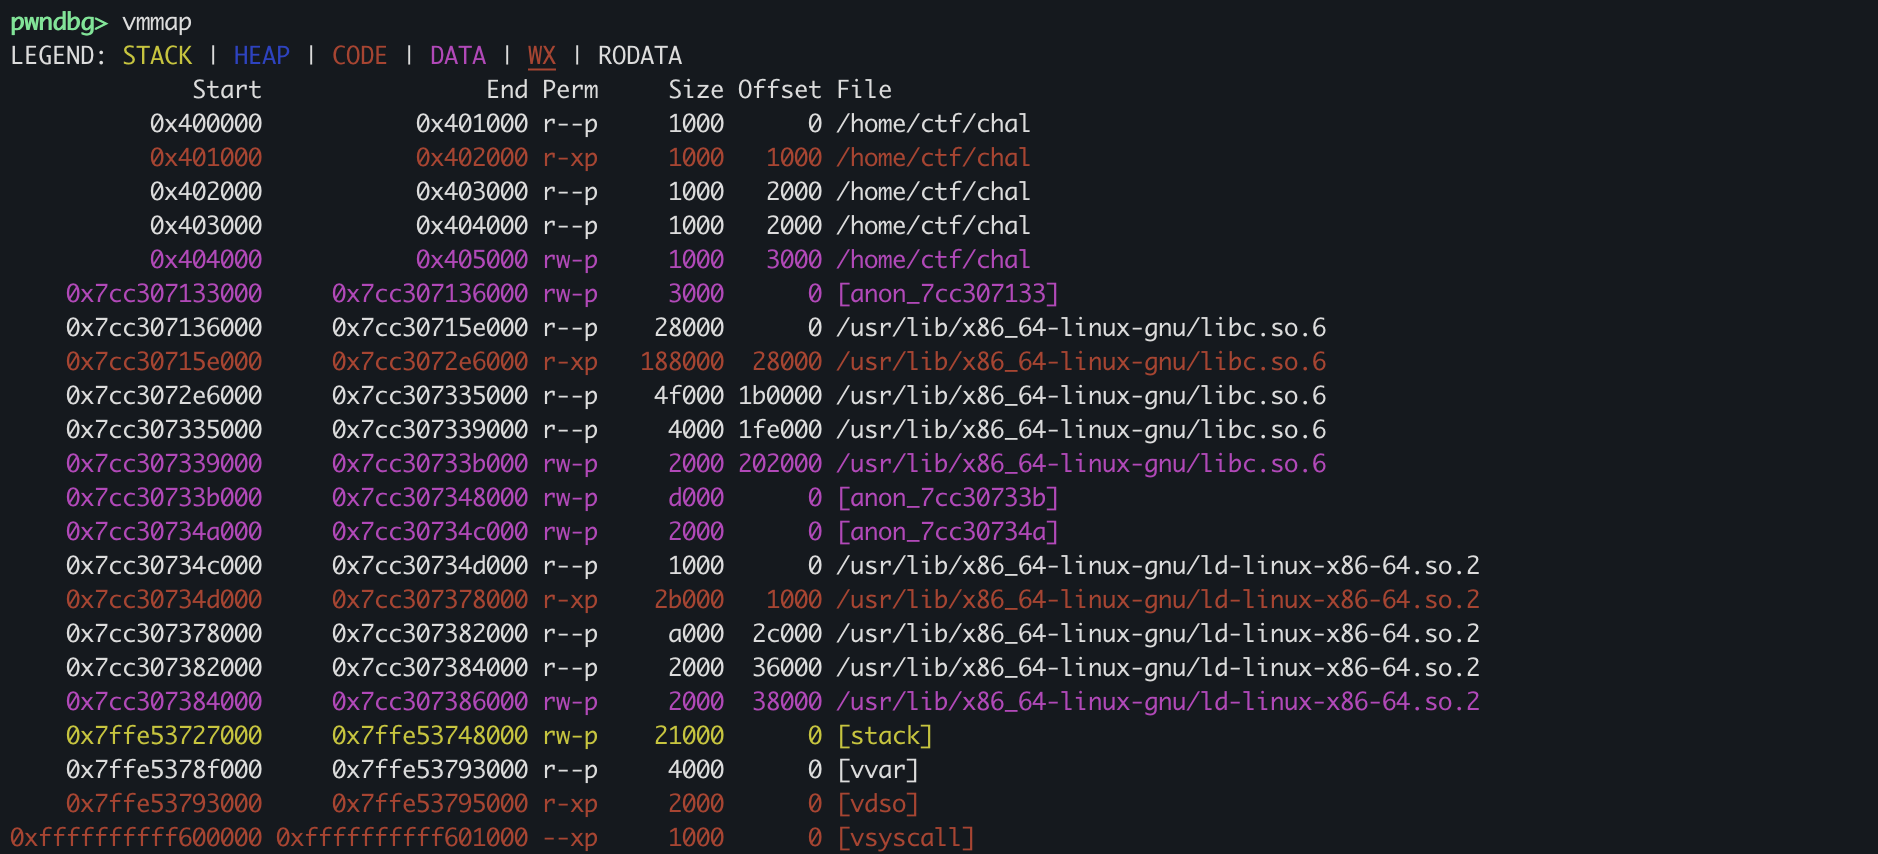 pwndbg> vmmap
LEGEND: STACK | HEAP | CODE | DATA | WX | RODATA
             Start                End Perm     Size Offset File
          0x400000           0x401000 r--p     1000      0 /home/ctf/chal
          0x401000           0x402000 r-xp     1000   1000 /home/ctf/chal
          0x402000           0x403000 r--p     1000   2000 /home/ctf/chal
          0x403000           0x404000 r--p     1000   2000 /home/ctf/chal
          0x404000           0x405000 rw-p     1000   3000 /home/ctf/chal
    0x7cc307133000     0x7cc307136000 rw-p     3000      0 [anon_7cc307133]
    0x7cc307136000     0x7cc30715e000 r--p    28000      0 /usr/lib/x86_64-linux-gnu/libc.so.6
    0x7cc30715e000     0x7cc3072e6000 r-xp   188000  28000 /usr/lib/x86_64-linux-gnu/libc.so.6
    0x7cc3072e6000     0x7cc307335000 r--p    4f000 1b0000 /usr/lib/x86_64-linux-gnu/libc.so.6
    0x7cc307335000     0x7cc307339000 r--p     4000 1fe000 /usr/lib/x86_64-linux-gnu/libc.so.6
    0x7cc307339000     0x7cc30733b000 rw-p     2000 202000 /usr/lib/x86_64-linux-gnu/libc.so.6
    0x7cc30733b000     0x7cc307348000 rw-p     d000      0 [anon_7cc30733b]
    0x7cc30734a000     0x7cc30734c000 rw-p     2000      0 [anon_7cc30734a]
    0x7cc30734c000     0x7cc30734d000 r--p     1000      0 /usr/lib/x86_64-linux-gnu/ld-linux-x86-64.so.2
    0x7cc30734d000     0x7cc307378000 r-xp    2b000   1000 /usr/lib/x86_64-linux-gnu/ld-linux-x86-64.so.2
    0x7cc307378000     0x7cc307382000 r--p     a000  2c000 /usr/lib/x86_64-linux-gnu/ld-linux-x86-64.so.2
    0x7cc307382000     0x7cc307384000 r--p     2000  36000 /usr/lib/x86_64-linux-gnu/ld-linux-x86-64.so.2
    0x7cc307384000     0x7cc307386000 rw-p     2000  38000 /usr/lib/x86_64-linux-gnu/ld-linux-x86-64.so.2
    0x7ffe53727000     0x7ffe53748000 rw-p    21000      0 [stack]
    0x7ffe5378f000     0x7ffe53793000 r--p     4000      0 [vvar]
    0x7ffe53793000     0x7ffe53795000 r-xp     2000      0 [vdso]
0xffffffffff600000 0xffffffffff601000 --xp     1000      0 [vsyscall]